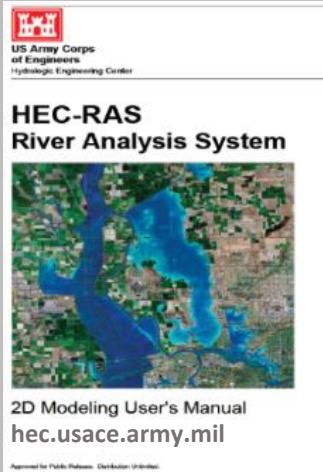 US Army Corps
of Engineers
Hydrologic Engineering Center
HEC-RAS
River Analysis System
2D Modeling User's Manual
hec.usace.army.mil
Approved for Public Release. Distribution Unlimited.